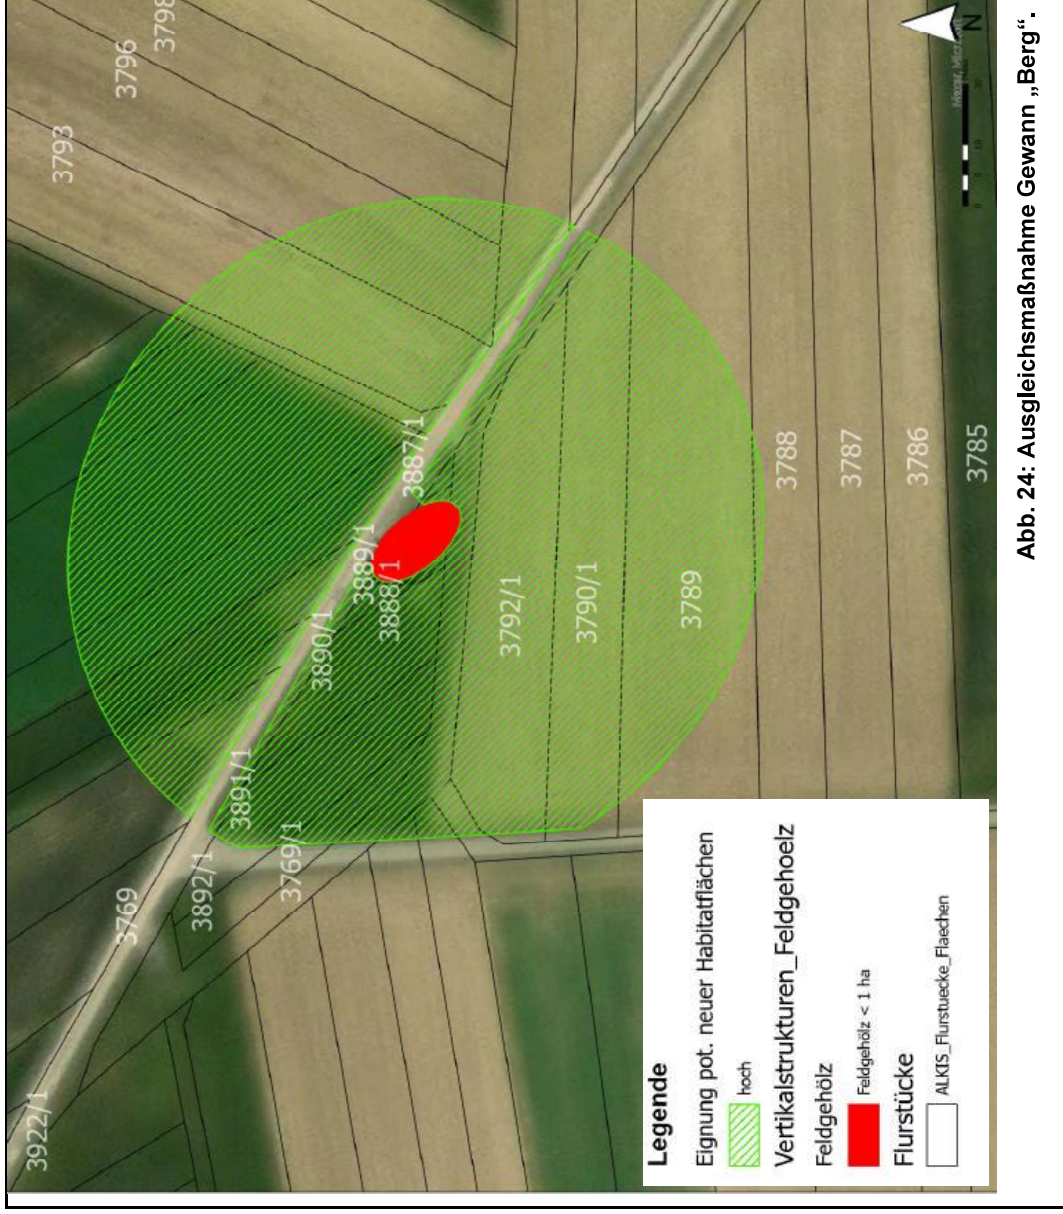 3922/1
3769
3892/1
3769/1
3891/1
3890/1
3889/1
3888/1
3887/1
3793
3796
3798
3792/1
3790/1
3789
3788
3787
3786
3785
N
Legende
Eignung pot. neuer Habitatflächen
hoch
Vertikalstrukturen_Feldgehoelz
Feldgehölz
Feldgehölz < 1 ha
Flurstücke
ALKIS_Flurstuecke_Flaechen
Abb. 24: Ausgleichsmaßnahme Gewann „Berg“.